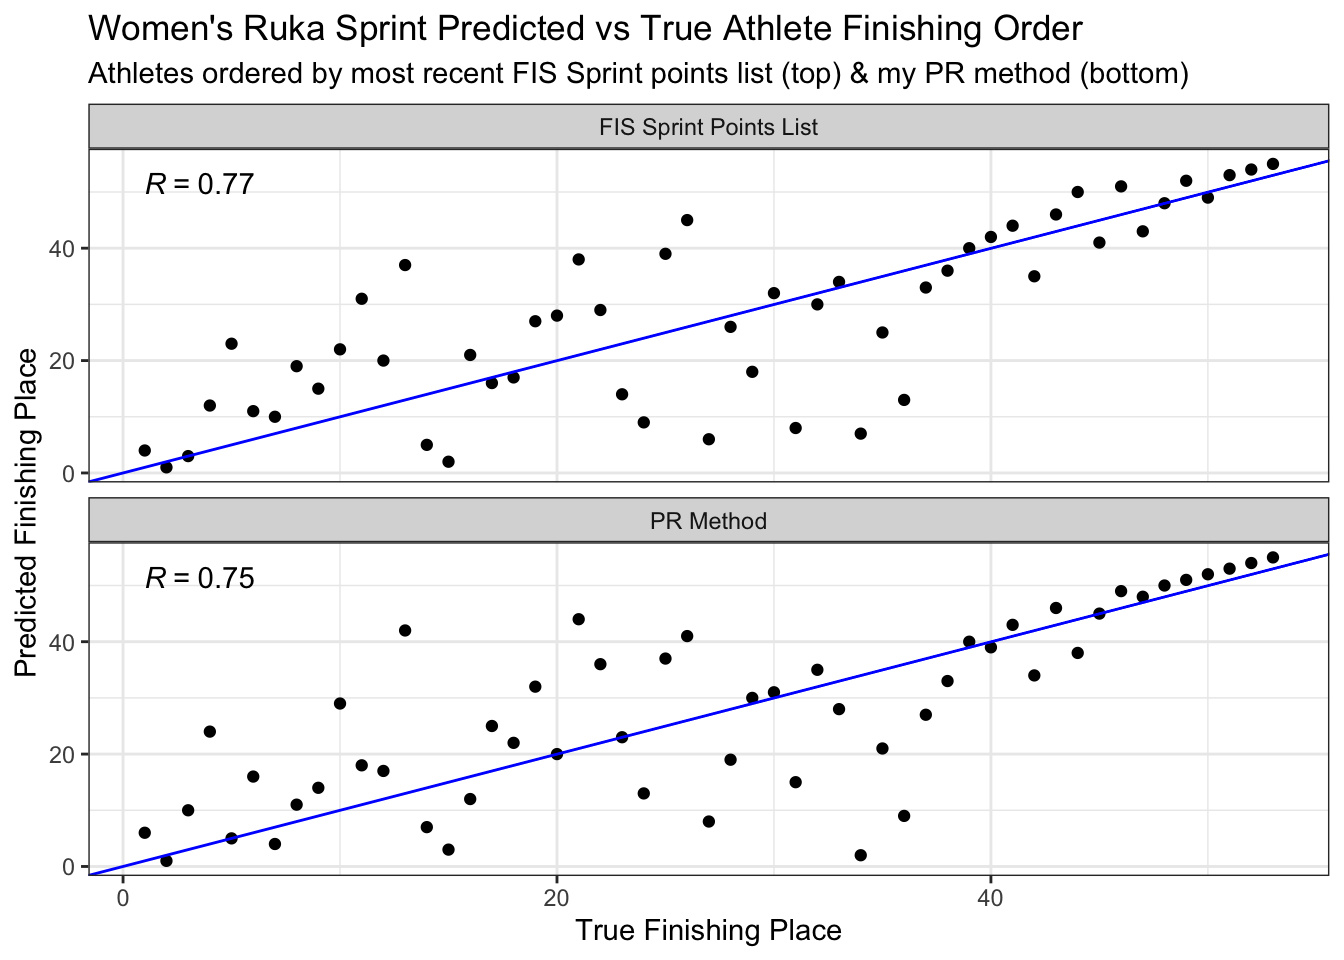 Women's Ruka Sprint Predicted vs True Athlete Finishing Order
Athletes ordered by most recent FIS Sprint points list (top) & my PR method (bottom)
FIS Sprint Points List
R = 0.77
40
20
0
Predicted Finishing Place
PR Method
R = 0.75
40
20
0
0 20 40
True Finishing Place